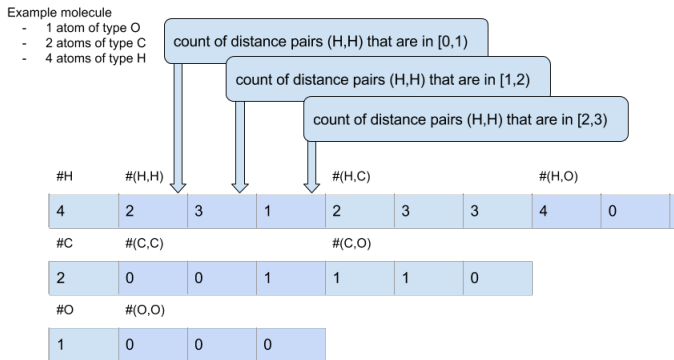 Example molecule
- 1 atom of type O
- 2 atoms of type C
- 4 atoms of type H
count of distance pairs (H,H) that are in [0,1)
count of distance pairs (H,H) that are in [1,2)
count of distance pairs (H,H) that are in [2,3)
#H #(H,H) #(H,C) #(H,O)
4 2 3 1 2 3 3 4 0
#C #(C,C) #(C,O)
2 0 0 1 1 1 0
#O #(O,O)
1 0 0 0